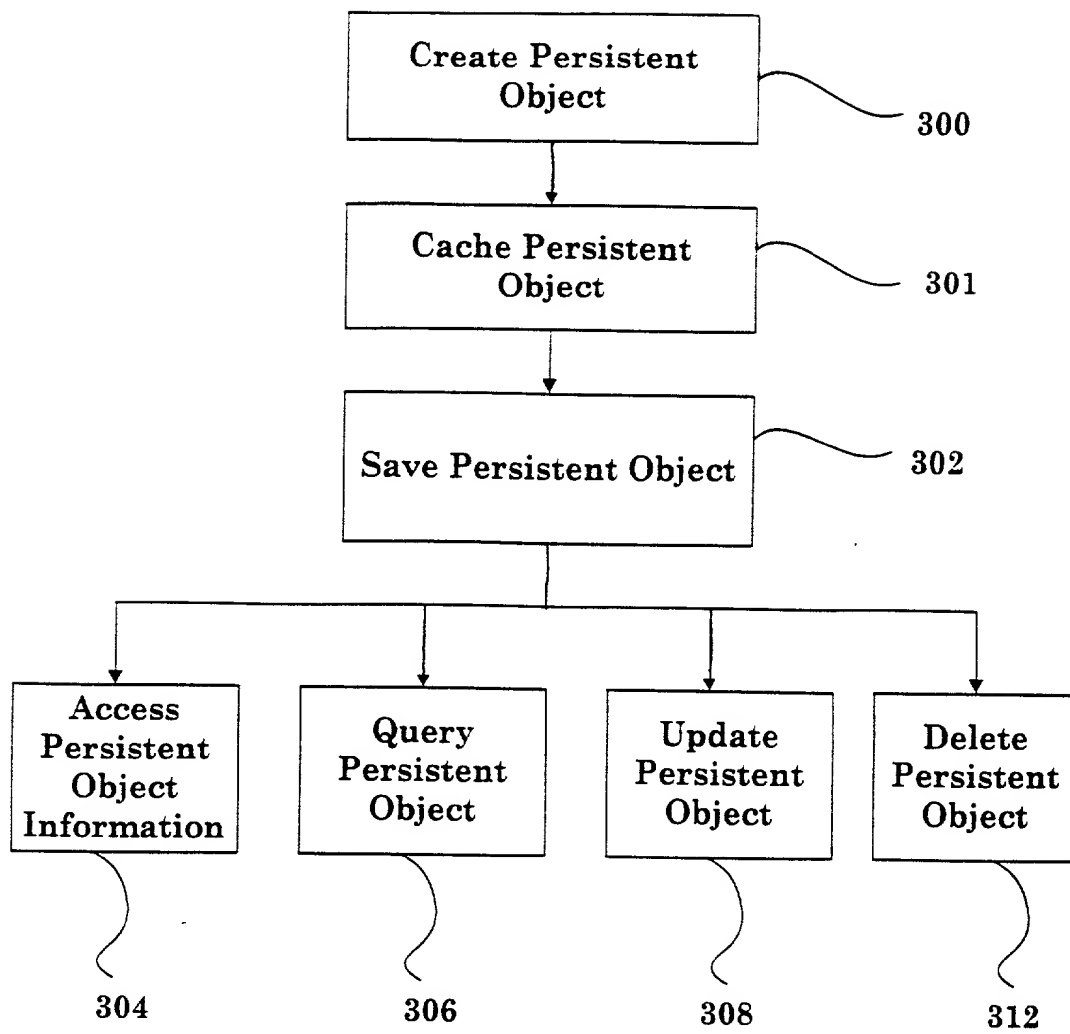 Create Persistent
Object
300
Cache Persistent
Object
301
Save Persistent Object
302
Access
Persistent
Object
Information
Query
Persistent
Object
Update
Persistent
Object
Delete
Persistent
Object
304
306
308
312